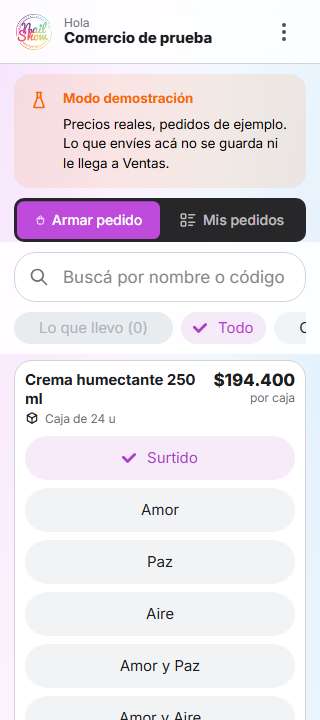 Nail Show
Hola
Comercio de prueba
Modo demostración
Precios reales, pedidos de ejemplo.
Lo que envíes acá no se guarda ni
le llega a Ventas.
Armar pedido
Mis pedidos
Buscá por nombre o código
Lo que llevo (0)
Todo
Crema humectante 250
ml
$194.400
por caja
Caja de 24 u
Surtido
Amor
Paz
Aire
Amor y Paz
Amor y Aire